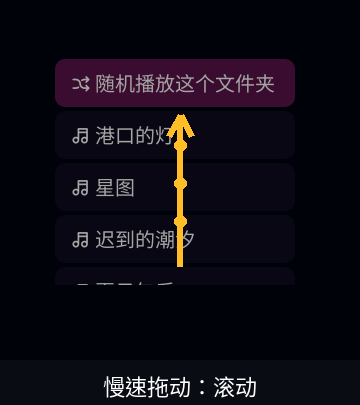 随机播放这个文件夹
港口的灯
星图
迟到的潮汐
慢速拖动：滚动